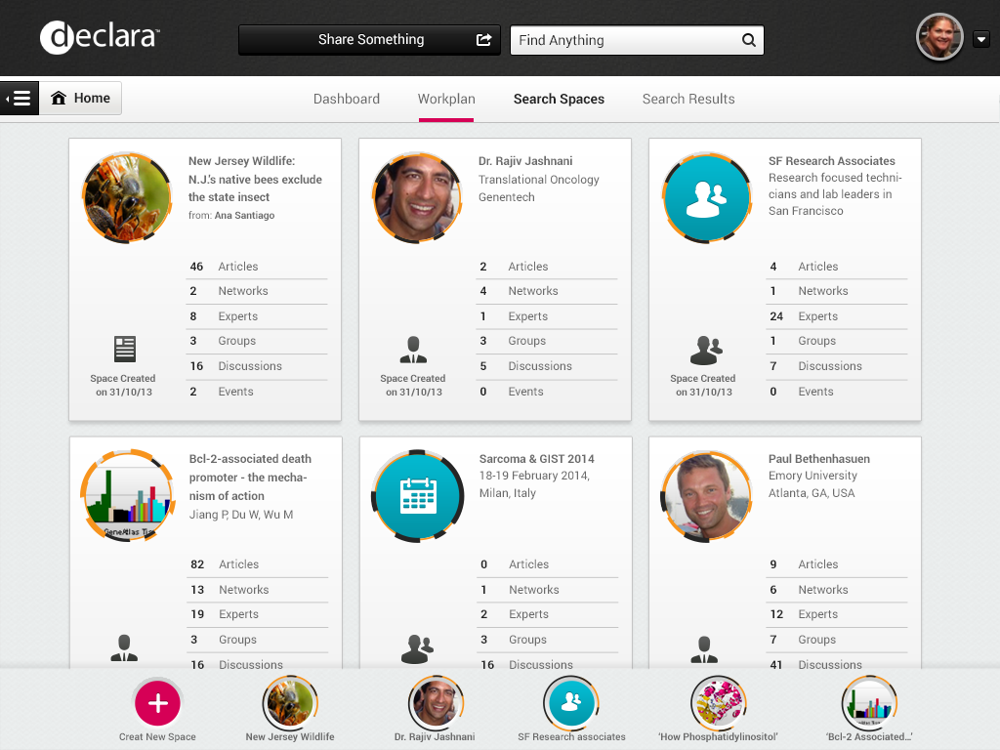 declara™
Share Something
Find Anything
Home
Dashboard
Workplan
Search Spaces
Search Results
New Jersey Wildlife:
N.J.'s native bees exclude
the state insect
from: Ana Santiago
46 Articles
2 Networks
8 Experts
3 Groups
16 Discussions
2 Events
Space Created
on 31/10/13
Dr. Rajiv Jashnani
Translational Oncology
Genentech
2 Articles
4 Networks
1 Experts
3 Groups
5 Discussions
0 Events
Space Created
on 31/10/13
SF Research Associates
Research focused techni-
cians and lab leaders in
San Francisco
4 Articles
1 Networks
24 Experts
1 Groups
7 Discussions
0 Events
Space Created
on 31/10/13
Bcl-2-associated death
promoter - the mecha-
nism of action
Jiang P, Du W, Wu M
GeneAtlas
82 Articles
13 Networks
19 Experts
3 Groups
16 Discussions
Sarcoma & GIST 2014
18-19 February 2014,
Milan, Italy
0 Articles
1 Networks
2 Experts
3 Groups
16 Discussions
Paul Bethenhasuen
Emory University
Atlanta, GA, USA
9 Articles
6 Networks
12 Experts
7 Groups
41 Discussions
Creat New Space
New Jersey Wildlife
Dr. Rajiv Jashnani
SF Research associates
'How Phosphatidylinositol'
'Bcl-2 Associated...'